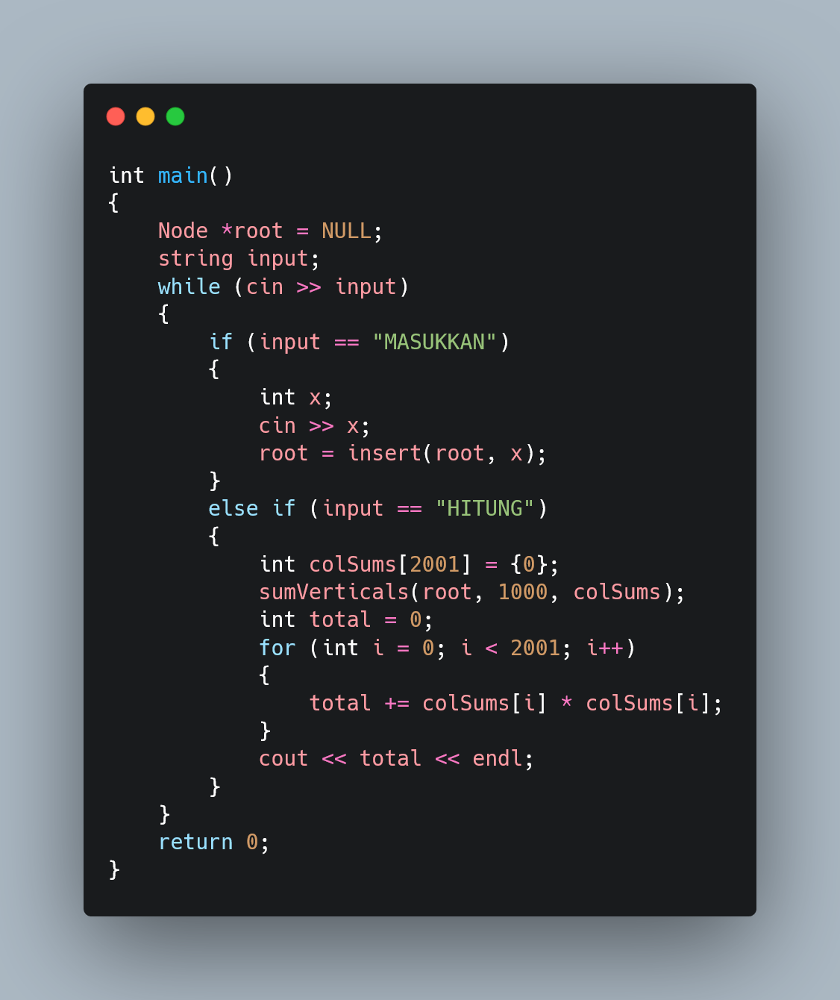 int main()
{
    Node *root = NULL;
    string input;
    while (cin >> input)
    {
        if (input == "MASUKKAN")
        {
            int x;
            cin >> x;
            root = insert(root, x);
        }
        else if (input == "HITUNG")
        {
            int colSums[2001] = {0};
            sumVerticals(root, 1000, colSums);
            int total = 0;
            for (int i = 0; i < 2001; i++)
            {
                total += colSums[i] * colSums[i];
            }
            cout << total << endl;
        }
    }
    return 0;
}